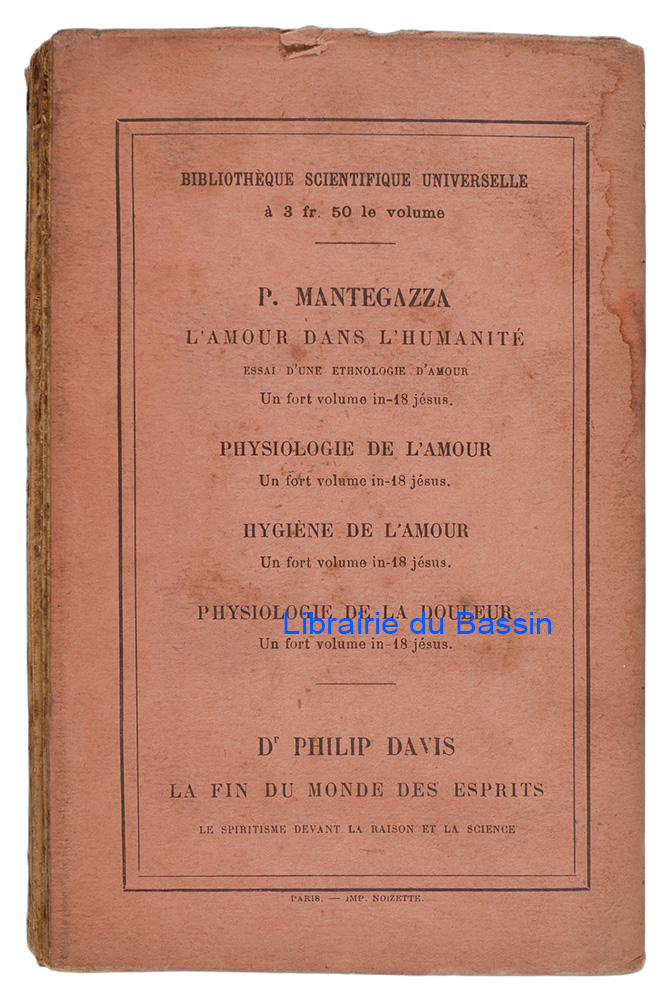 BIBLIOTHÈQUE SCIENTIFIQUE UNIVERSELLE
à 3 fr. 50 le volume
P. MANTEGAZZA
L'AMOUR DANS L'HUMANITÉ
ESSAI D'UNE ETHNOLOGIE D'AMOUR
Un fort volume in-18 jésus.
PHYSIOLOGIE DE L'AMOUR
Un fort volume in-18 jésus.
HYGIÈNE DE L'AMOUR
Un fort volume in-18 jésus.
PHYSIOLOGIE DE LA DOULEUR
Librairie du Bassin
Un fort volume in-18 jésus.
Dr PHILIP DAVIS
LA FIN DU MONDE DES ESPRITS
LE SPIRITISME DEVANT LA RAISON ET LA SCIENCE
PARIS. — IMP. NOIZETTE.